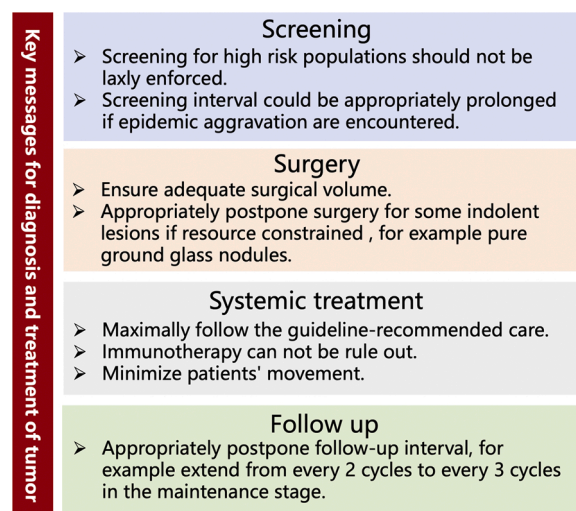 Key messages for diagnosis and treatment of tumor
Screening
➢ Screening for high risk populations should not be
laxly enforced.
➢ Screening interval could be appropriately prolonged
if epidemic aggravation are encountered.
Surgery
➢ Ensure adequate surgical volume.
➢ Appropriately postpone surgery for some indolent
lesions if resource constrained , for example pure
ground glass nodules.
Systemic treatment
➢ Maximally follow the guideline-recommended care.
➢ Immunotherapy can not be rule out.
➢ Minimize patients' movement.
Follow up
➢ Appropriately postpone follow-up interval, for
example extend from every 2 cycles to every 3 cycles
in the maintenance stage.